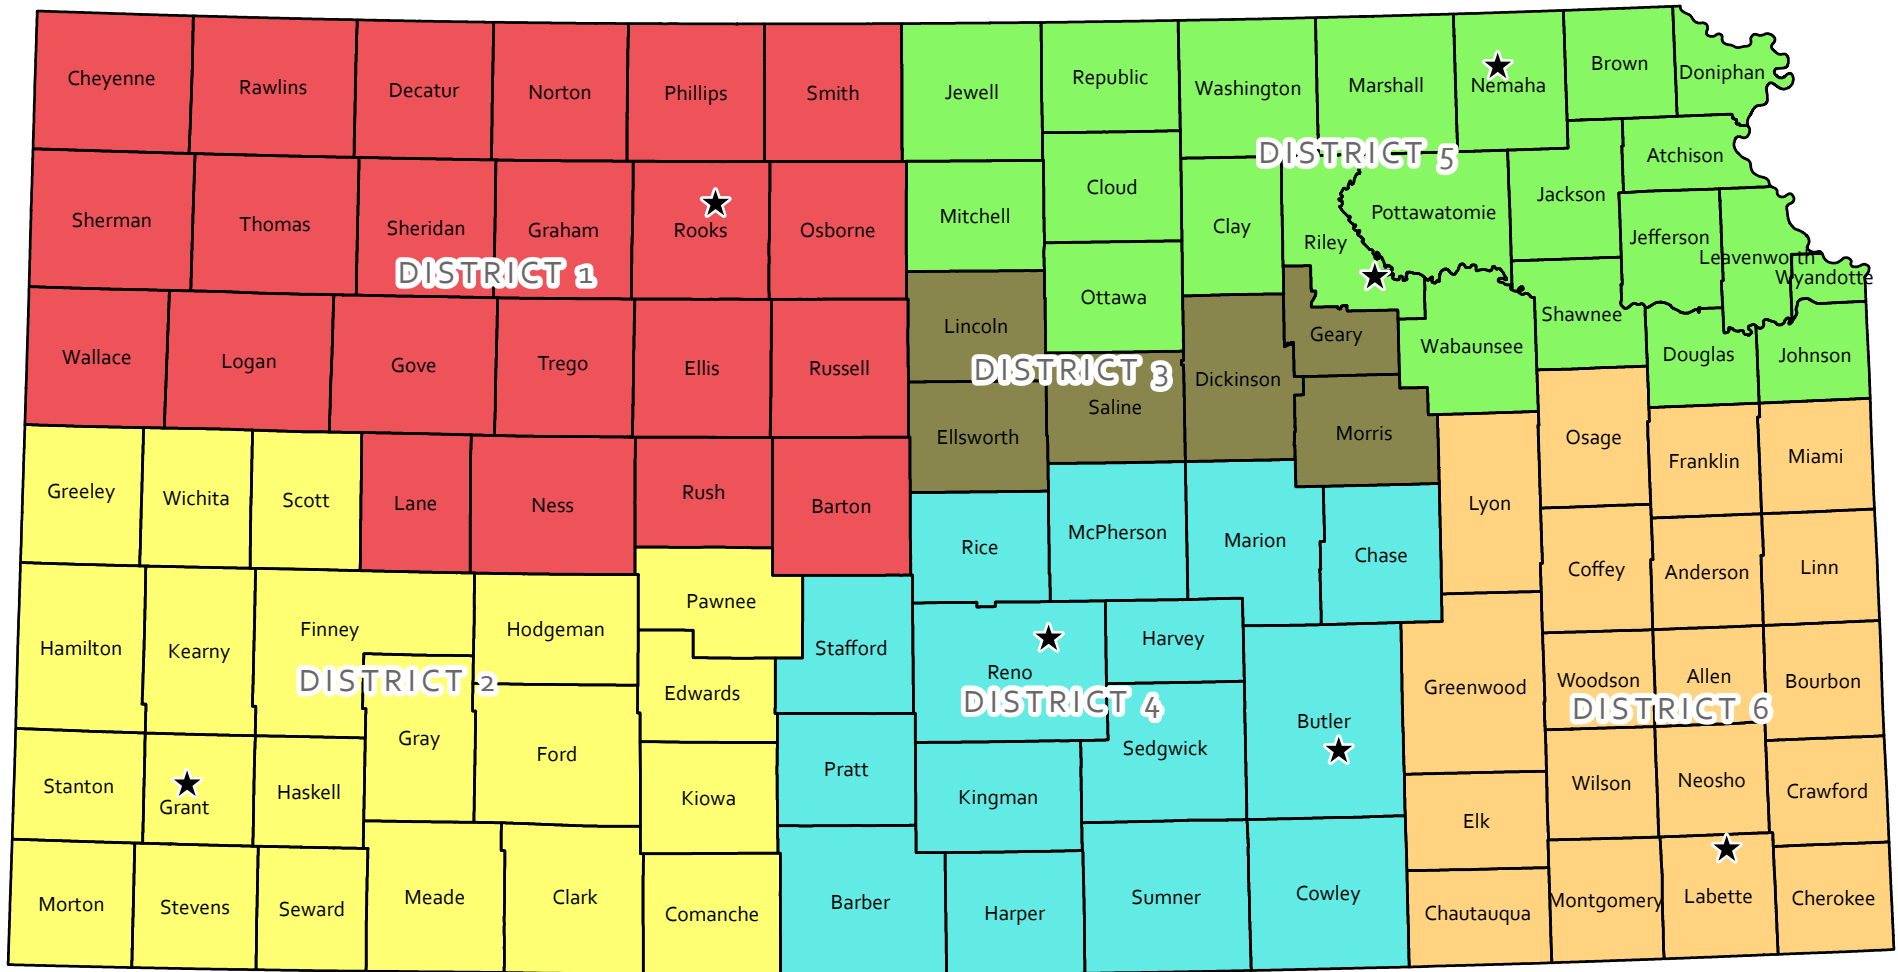 Cheyenne
Rawlins
Decatur
Norton
Phillips
Smith
Jewell
Republic
Washington
Marshall
Nemaha
Brown
Doniphan
DISTRICT 5
Atchison
Sherman
Thomas
Sheridan
Graham
Rooks
Osborne
Mitchell
Cloud
Clay
Riley
Pottawatomie
Jackson
Jefferson
Leavenworth
Wyandotte
DISTRICT 1
Lincoln
Ottawa
Geary
Shawnee
Wallace
Logan
Gove
Trego
Ellis
Russell
DISTRICT 3
Dickinson
Wabaunsee
Douglas
Johnson
Ellsworth
Saline
Morris
Osage
Franklin
Miami
Greeley
Wichita
Scott
Lane
Ness
Rush
Barton
Rice
McPherson
Marion
Chase
Lyon
Coffey
Anderson
Linn
Hamilton
Kearny
Finney
Hodgeman
Pawnee
Stafford
Reno
Harvey
DISTRICT 2
Edwards
DISTRICT 4
Butler
Greenwood
Woodson
Allen
Bourbon
DISTRICT 6
Gray
Ford
Sedgwick
Stanton
Grant
Haskell
Kiowa
Pratt
Kingman
Elk
Wilson
Neosho
Crawford
Morton
Stevens
Seward
Meade
Clark
Comanche
Barber
Harper
Sumner
Cowley
Chautauqua
Montgomery
Labette
Cherokee